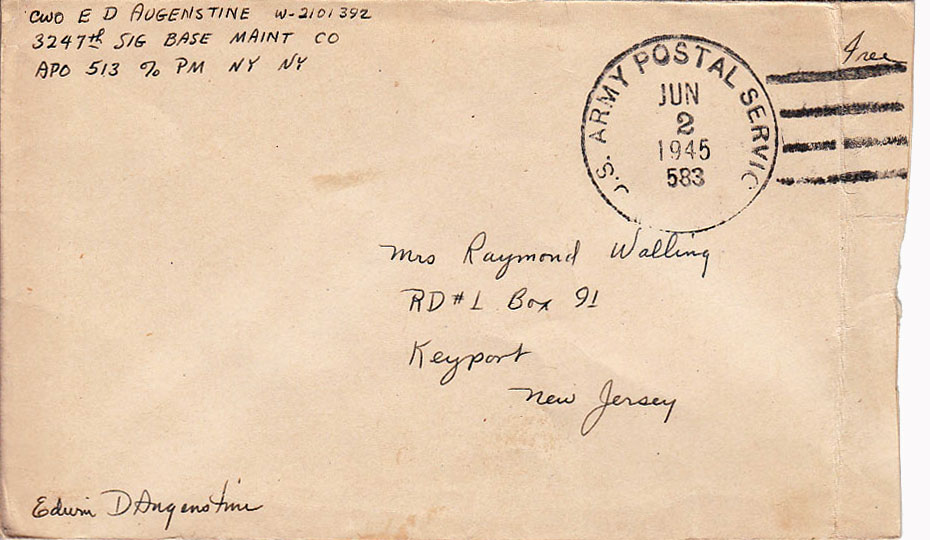 CWO E D AUGENSTINE W-2101392
3247th SIG BASE MAINT CO
APO 513 % PM NY NY
Free
U.S. ARMY POSTAL SERVIC
JUN
2
1945
583
Mrs Raymond Walling
RD #1 Box 91
Keyport
New Jersey
Edwin D Augenstine